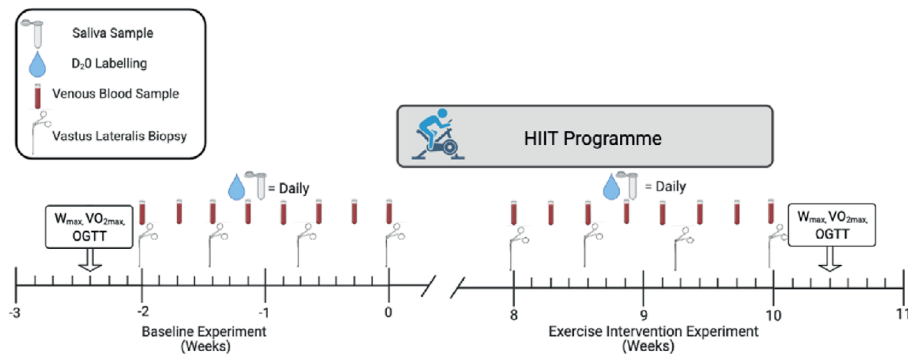 Saliva Sample
D₂0 Labelling
Venous Blood Sample
Vastus Lateralis Biopsy
HIIT Programme
= Daily
= Daily
Wmax, VO2max,
OGTT
Wmax, VO2max,
OGTT
-3
-2
-1
0
8
9
10
11
Baseline Experiment
(Weeks)
Exercise Intervention Experiment
(Weeks)